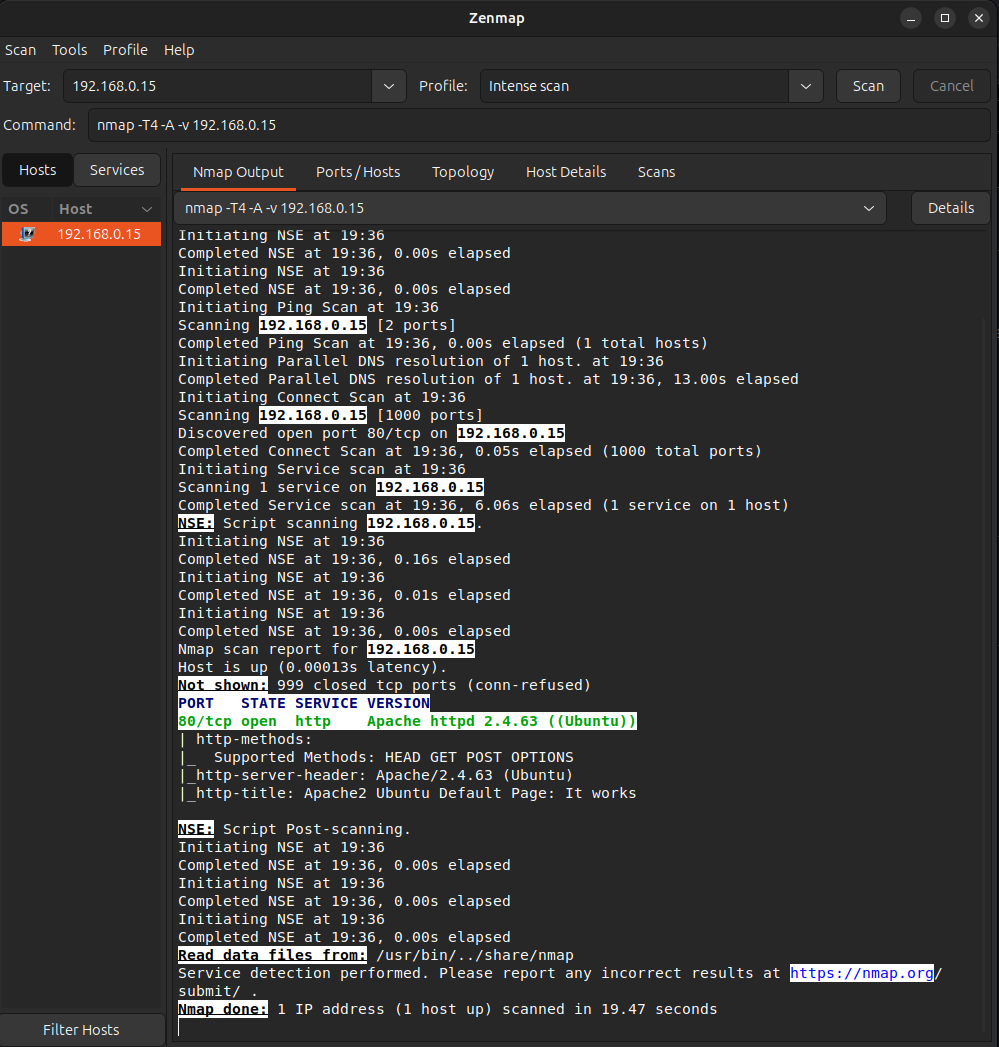 Zenmap
Scan Tools Profile Help
Target: 192.168.0.15 Profile: Intense scan Scan Cancel
Command: nmap -T4 -A -v 192.168.0.15
Hosts Services
OS Host
192.168.0.15
Filter Hosts
Nmap Output Ports / Hosts Topology Host Details Scans
nmap -T4 -A -v 192.168.0.15 Details
Initiating NSE at 19:36
Completed NSE at 19:36, 0.00s elapsed
Initiating NSE at 19:36
Completed NSE at 19:36, 0.00s elapsed
Initiating Ping Scan at 19:36
Scanning 192.168.0.15 [2 ports]
Completed Ping Scan at 19:36, 0.00s elapsed (1 total hosts)
Initiating Parallel DNS resolution of 1 host. at 19:36
Completed Parallel DNS resolution of 1 host. at 19:36, 13.00s elapsed
Initiating Connect Scan at 19:36
Scanning 192.168.0.15 [1000 ports]
Discovered open port 80/tcp on 192.168.0.15
Completed Connect Scan at 19:36, 0.05s elapsed (1000 total ports)
Initiating Service scan at 19:36
Scanning 1 service on 192.168.0.15
Completed Service scan at 19:36, 6.06s elapsed (1 service on 1 host)
NSE: Script scanning 192.168.0.15.
Initiating NSE at 19:36
Completed NSE at 19:36, 0.16s elapsed
Initiating NSE at 19:36
Completed NSE at 19:36, 0.01s elapsed
Initiating NSE at 19:36
Completed NSE at 19:36, 0.00s elapsed
Nmap scan report for 192.168.0.15
Host is up (0.00013s latency).
Not shown: 999 closed tcp ports (conn-refused)
PORT   STATE SERVICE VERSION
80/tcp open  http    Apache httpd 2.4.63 ((Ubuntu))
| http-methods:
|_  Supported Methods: HEAD GET POST OPTIONS
|_http-server-header: Apache/2.4.63 (Ubuntu)
|_http-title: Apache2 Ubuntu Default Page: It works
NSE: Script Post-scanning.
Initiating NSE at 19:36
Completed NSE at 19:36, 0.00s elapsed
Initiating NSE at 19:36
Completed NSE at 19:36, 0.00s elapsed
Initiating NSE at 19:36
Completed NSE at 19:36, 0.00s elapsed
Read data files from: /usr/bin/../share/nmap
Service detection performed. Please report any incorrect results at https://nmap.org/
submit/ .
Nmap done: 1 IP address (1 host up) scanned in 19.47 seconds